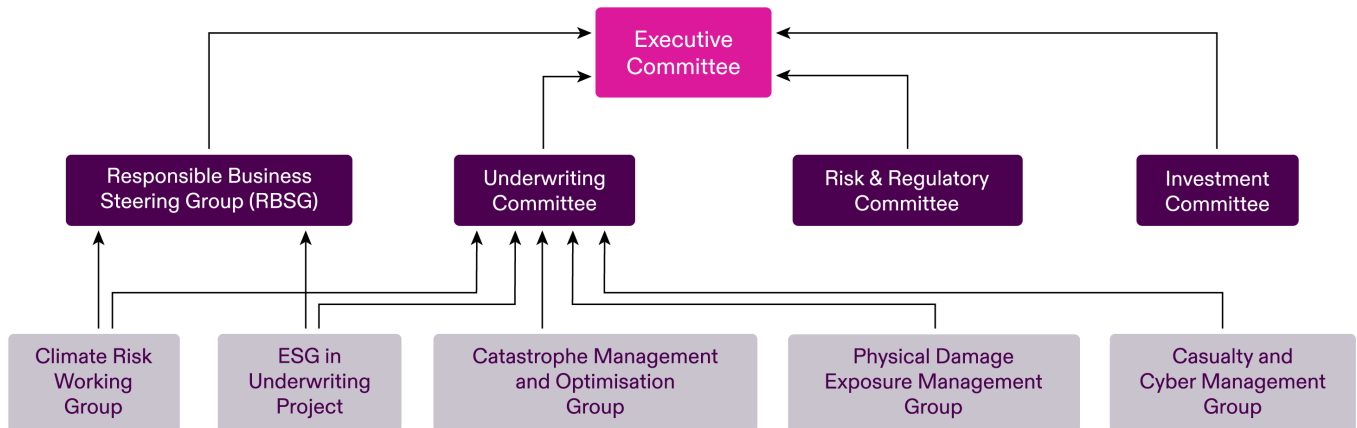 Executive
Committee
Responsible Business
Steering Group (RBSG)
Underwriting
Committee
Risk & Regulatory
Committee
Investment
Committee
Climate Risk
Working
Group
ESG in
Underwriting
Project
Catastrophe Management
and Optimisation
Group
Physical Damage
Exposure Management
Group
Casualty and
Cyber Management
Group